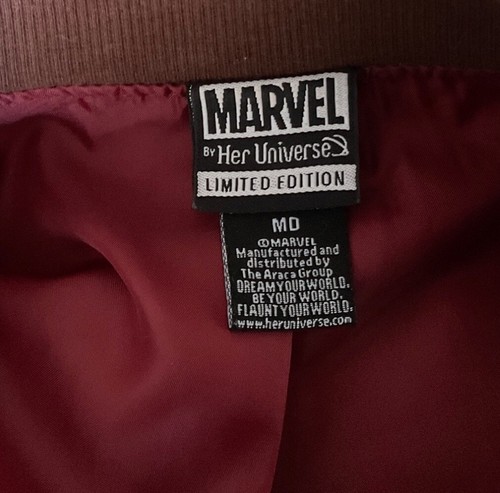 MARVEL
BY Her Universe
LIMITED EDITION
MD
©MARVEL
Manufactured and
distributed by
The Araca Group
DREAM YOUR WORLD.
BE YOUR WORLD.
FLAUNT YOUR WORLD.
www.heruniverse.com